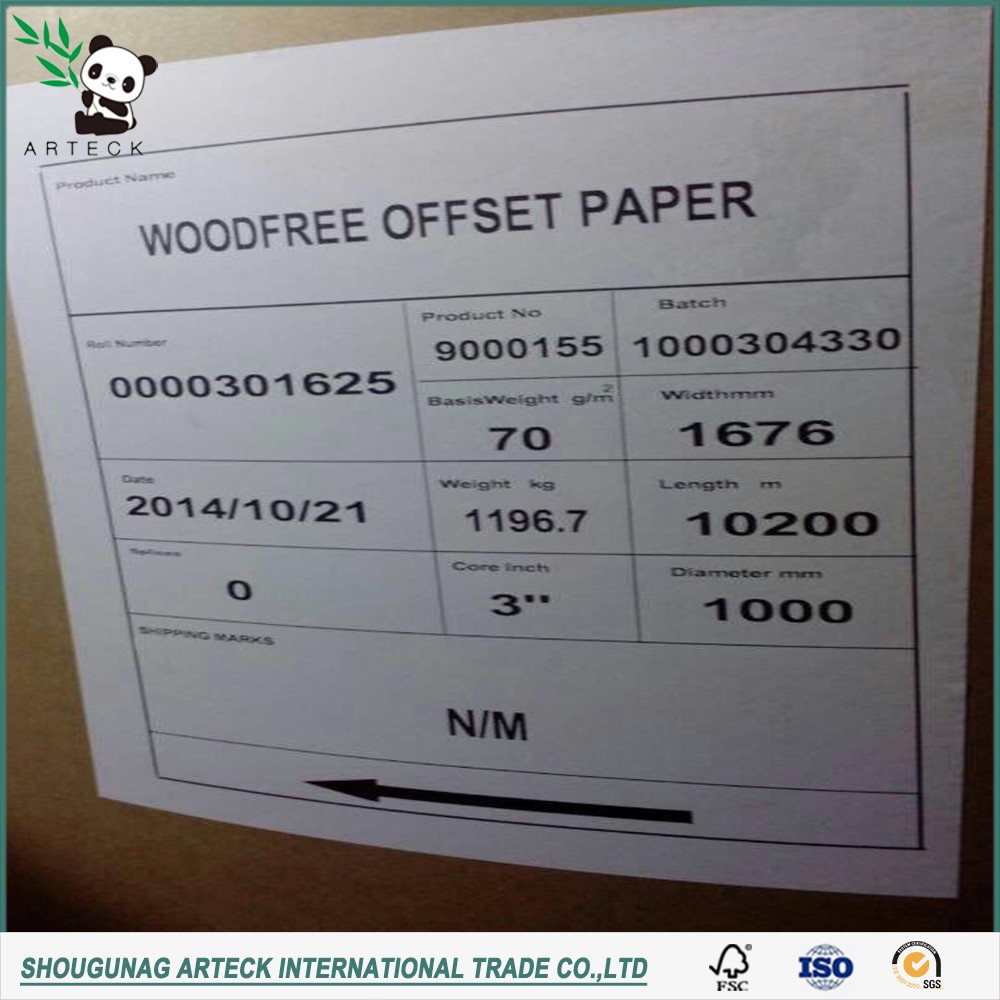 ARTECK
Product Name
WOODFREE OFFSET PAPER
Roll Number
0000301625
Product No
9000155
Batch
1000304330
BasisWeight g/m²
70
Widthmm
1676
Date
2014/10/21
Weight kg
1196.7
Length m
10200
Splices
0
Core Inch
3"
Diameter mm
1000
SHIPPING MARKS
N/M
SHOUGUNAG ARTECK INTERNATIONAL TRADE CO.,LTD
FSC
ISO
SGS